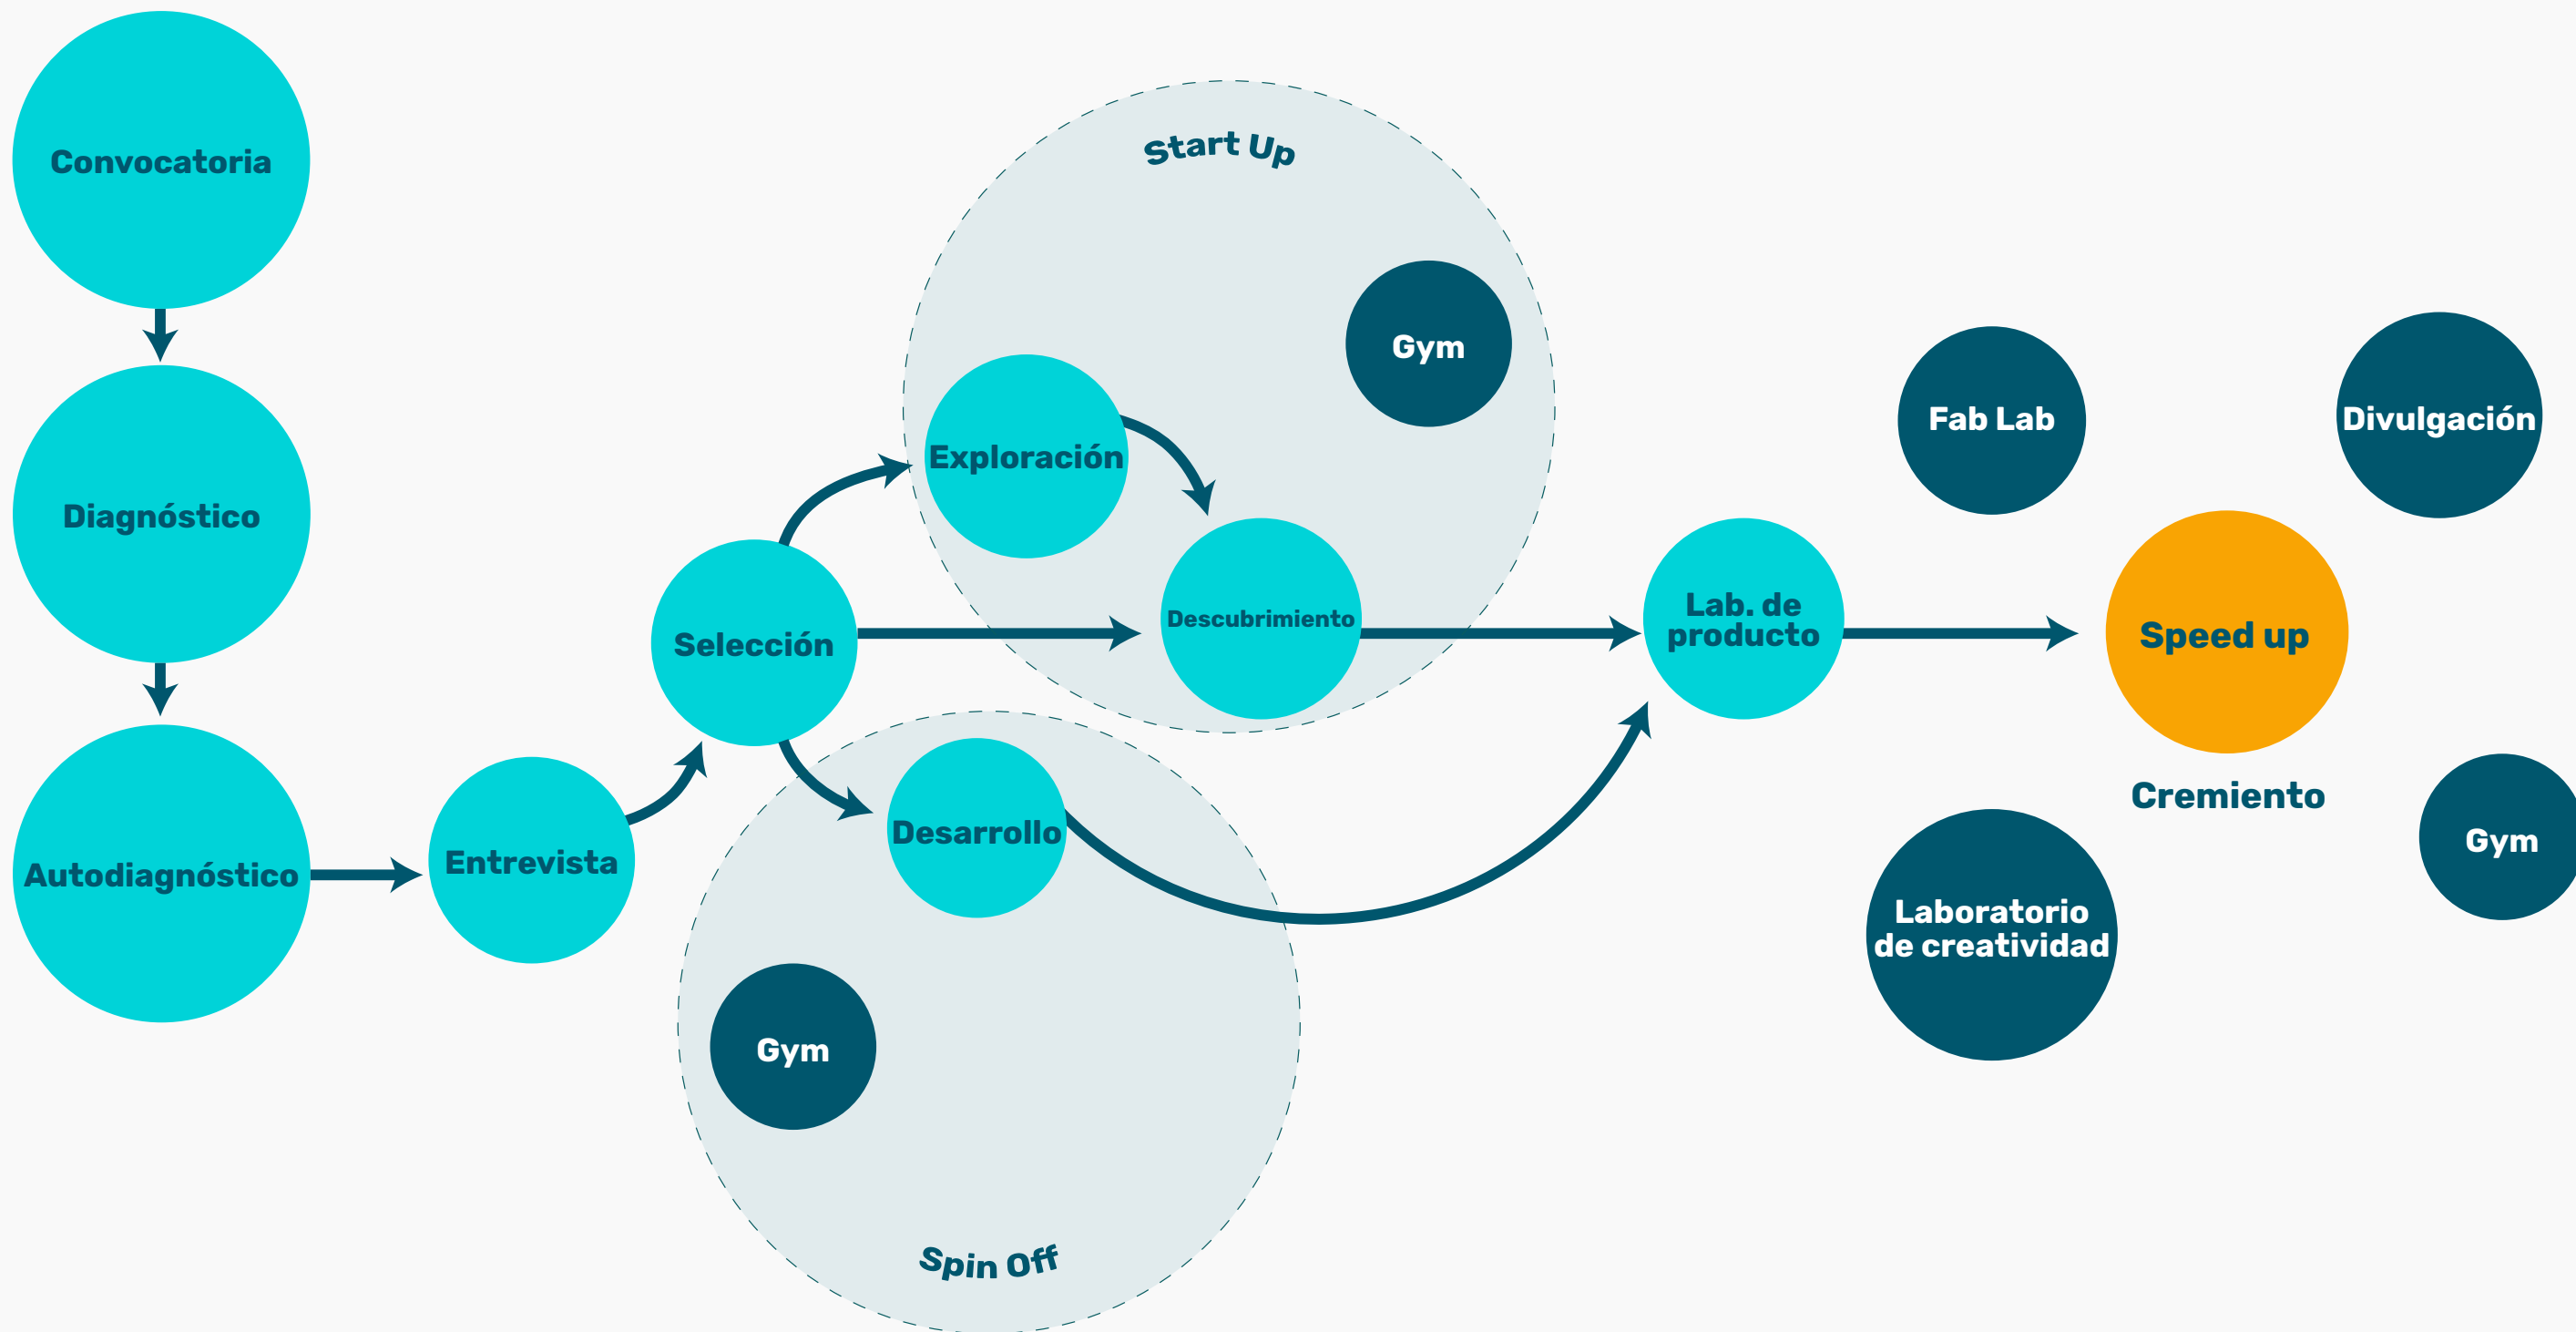 Convocatoria
Diagnóstico
Autodiagnóstico
Entrevista
Selección
Start Up
Gym
Exploración
Descubrimiento
Desarrollo
Gym
Spin Off
Lab. de
producto
Fab Lab
Divulgación
Speed up
Cremiento
Gym
Laboratorio
de creatividad